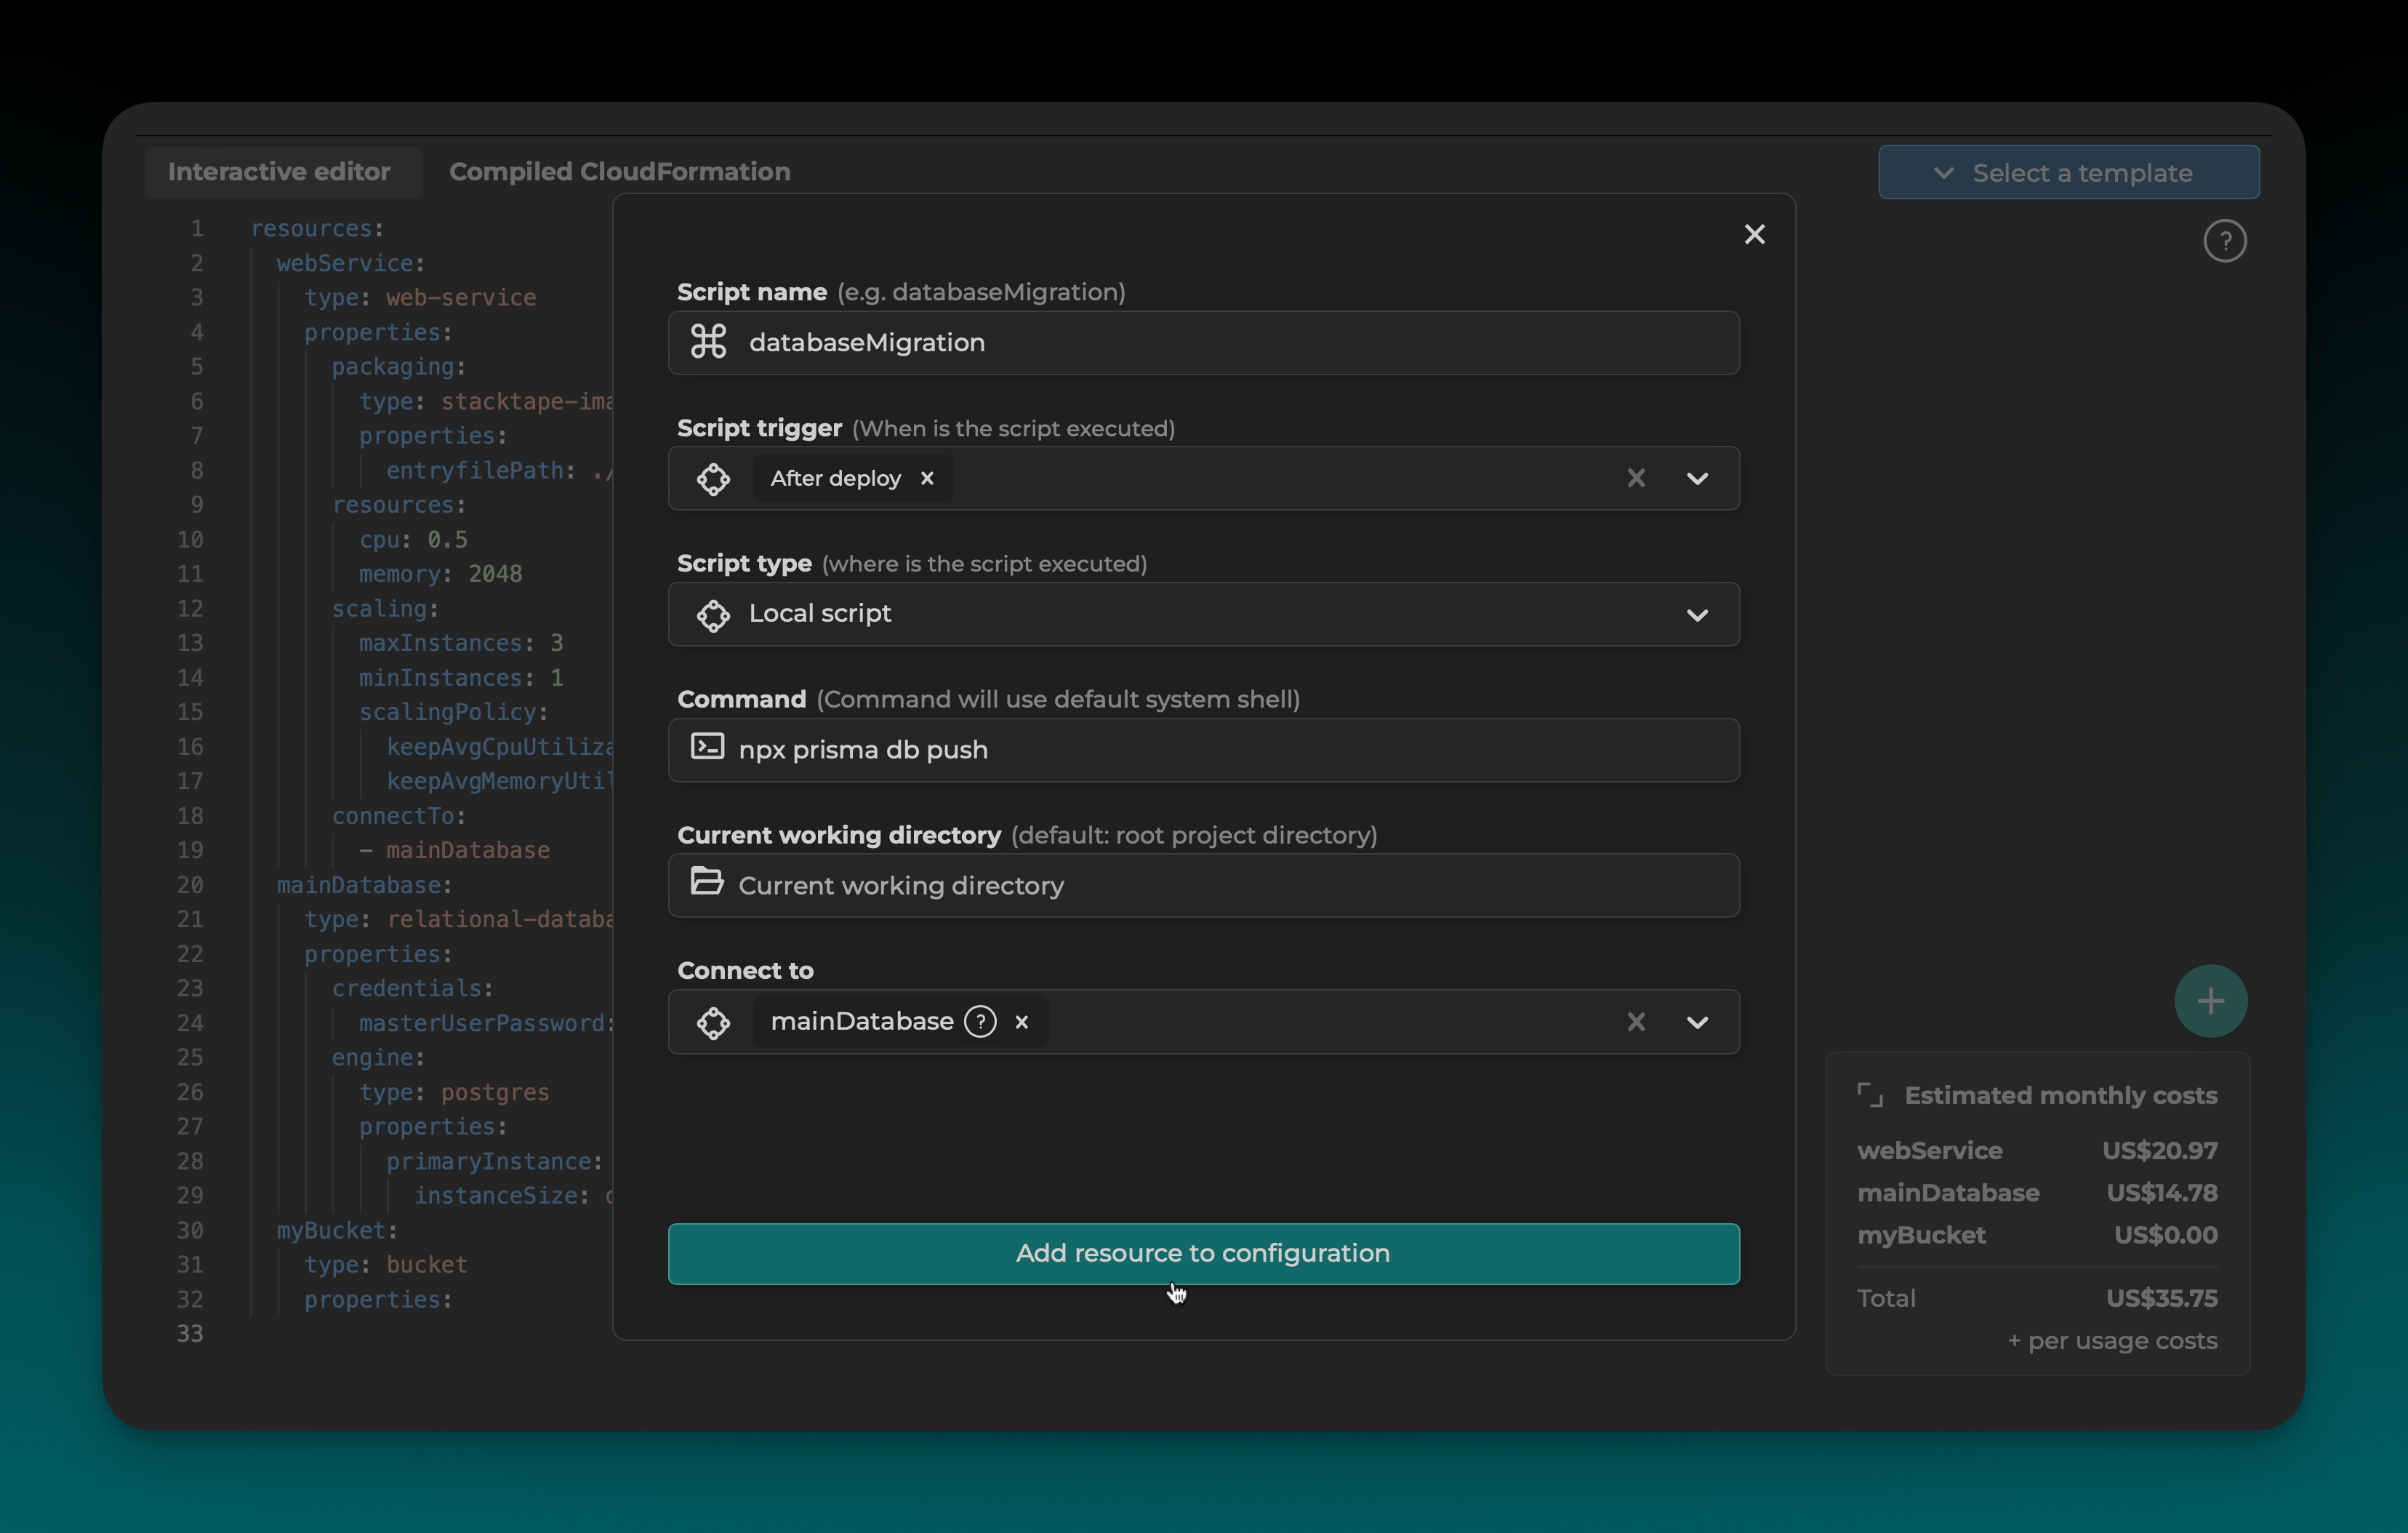 Interactive editor
Compiled CloudFormation
Select a template
1 resources:
2 webService:
3 type: web-service
4 properties:
5 packaging:
6 type: stacktape-ima
7 properties:
8 entryfilePath: ./
9 resources:
10 cpu: 0.5
11 memory: 2048
12 scaling:
13 maxInstances: 3
14 minInstances: 1
15 scalingPolicy:
16 keepAvgCpuUtiliza
17 keepAvgMemoryUtil
18 connectTo:
19 - mainDatabase
20 mainDatabase:
21 type: relational-databa
22 properties:
23 credentials:
24 masterUserPassword:
25 engine:
26 type: postgres
27 properties:
28 primaryInstance:
29 instanceSize:
30 myBucket:
31 type: bucket
32 properties:
33
Script name (e.g. databaseMigration)
databaseMigration
Script trigger (When is the script executed)
After deploy
Script type (where is the script executed)
Local script
Command (Command will use default system shell)
npx prisma db push
Current working directory (default: root project directory)
Current working directory
Connect to
mainDatabase ?
Add resource to configuration
?
+
Estimated monthly costs
webService US$20.97
mainDatabase US$14.78
myBucket US$0.00
Total US$35.75
+ per usage costs